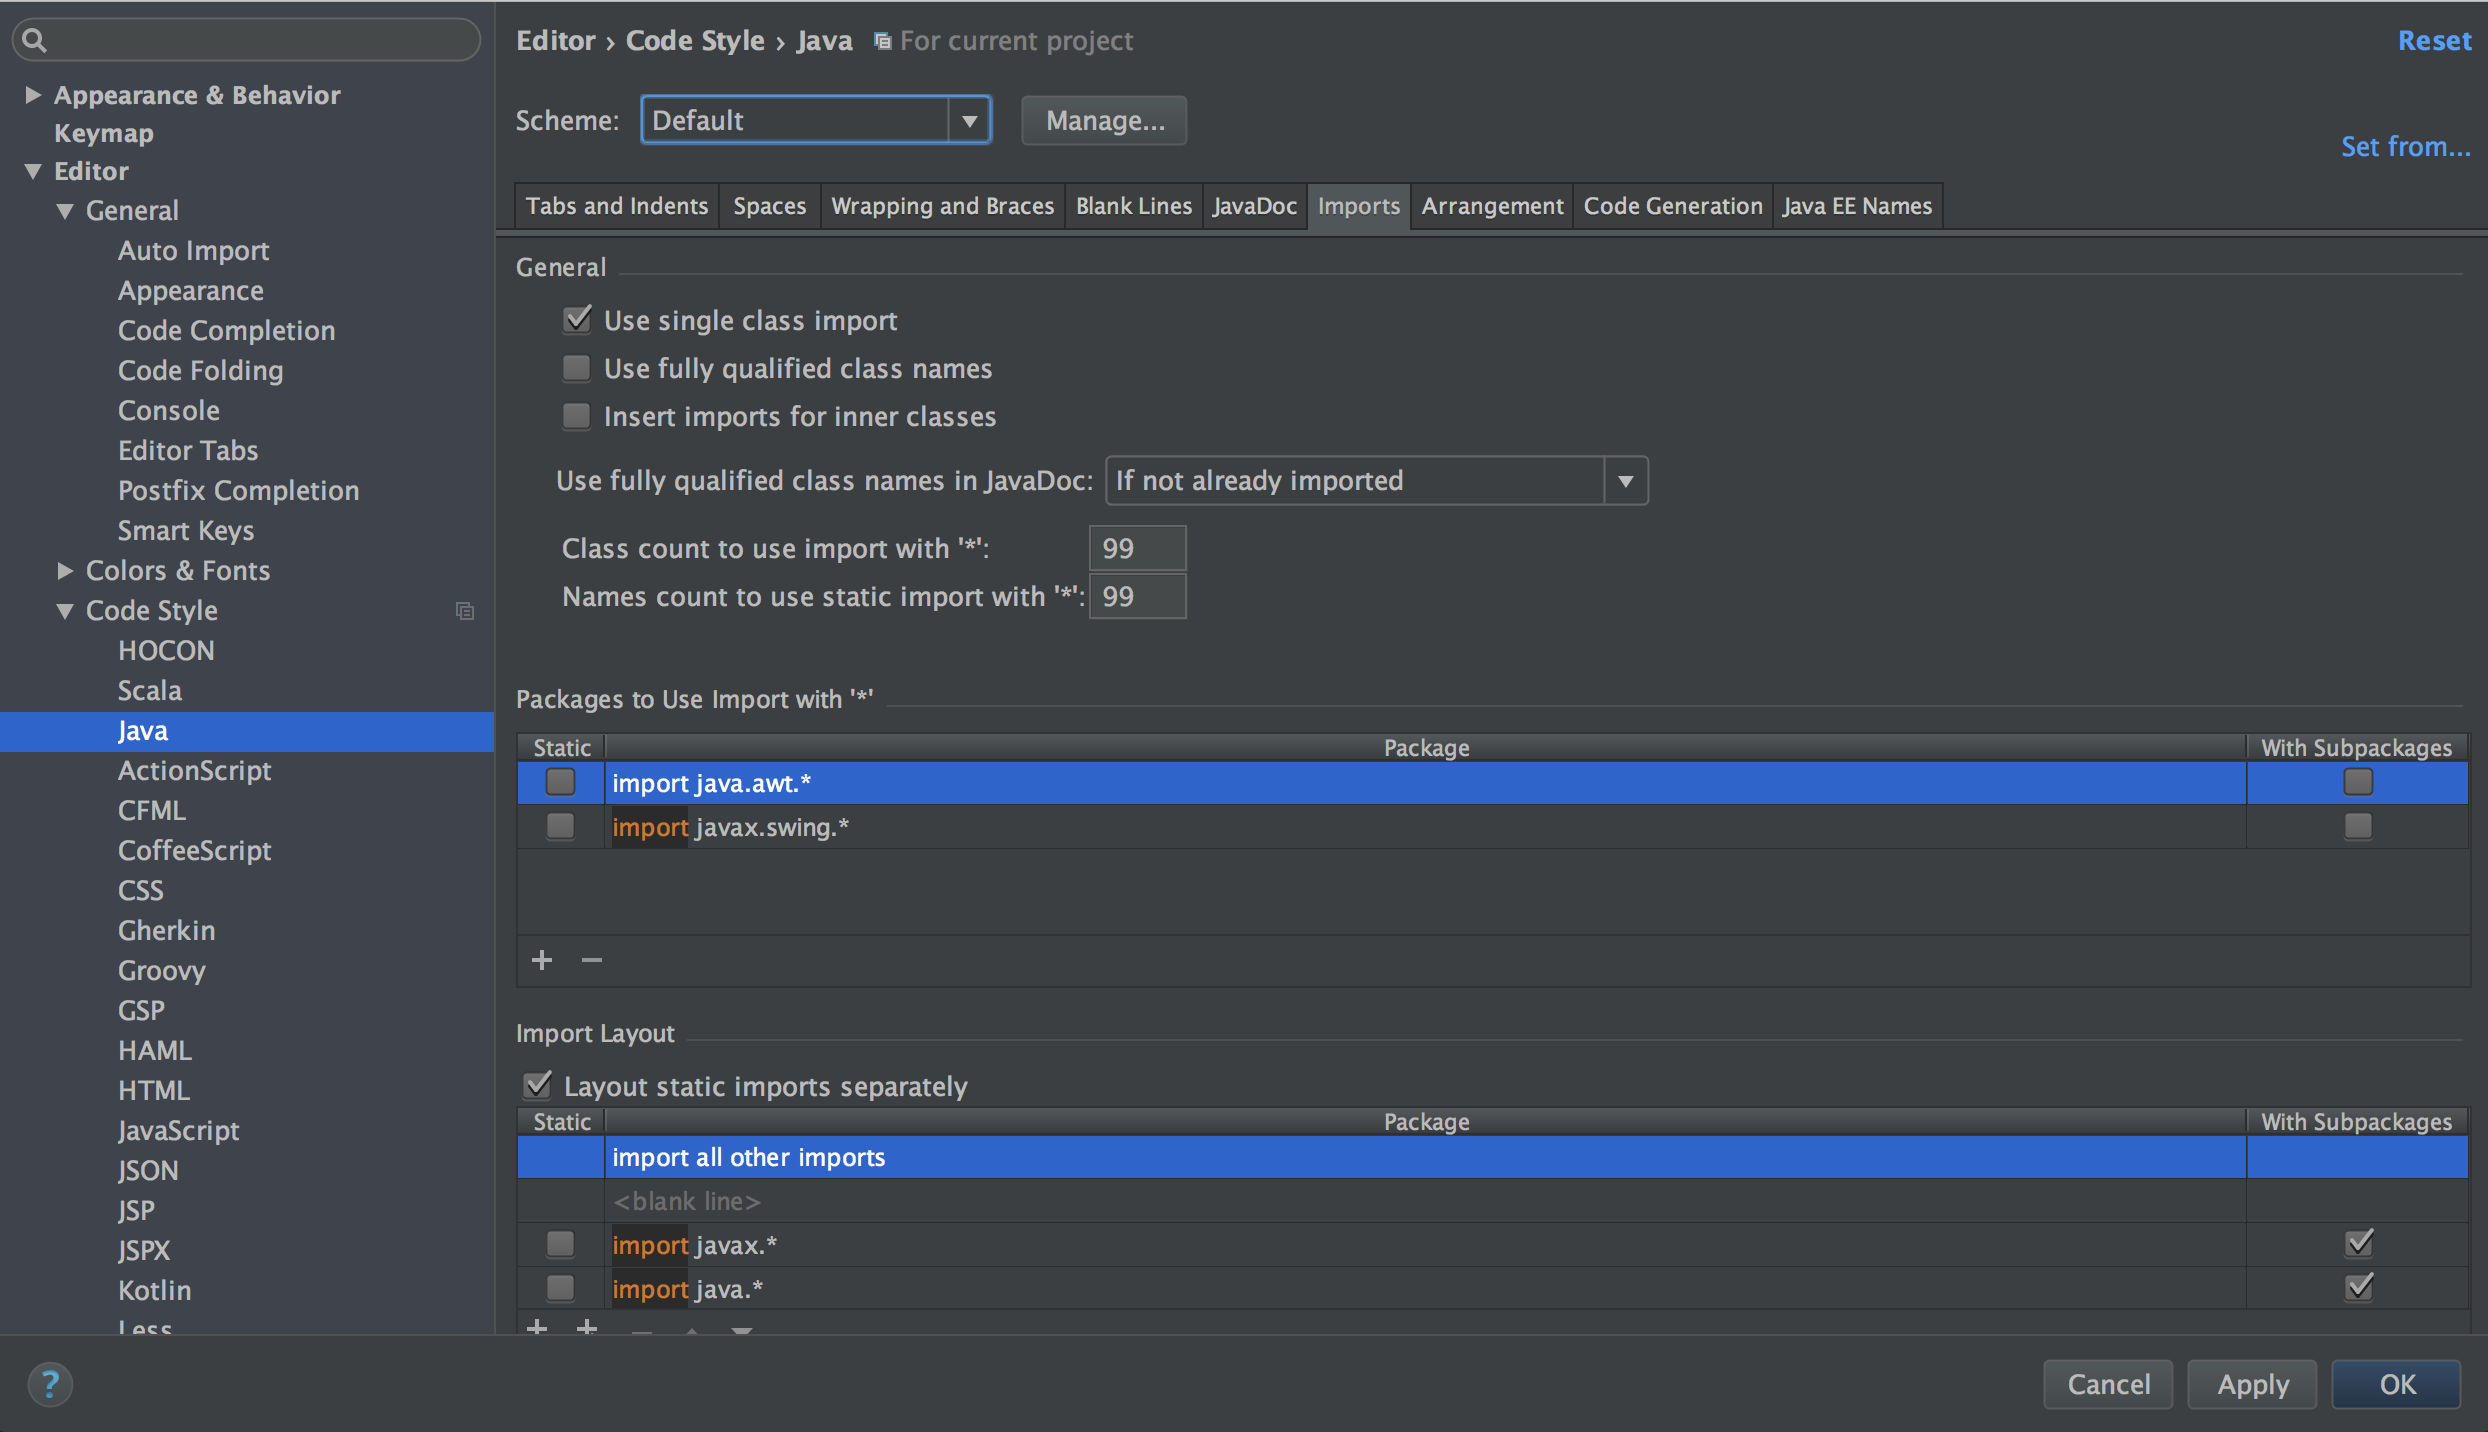 Appearance & Behavior
Keymap
Editor
General
Auto Import
Appearance
Code Completion
Code Folding
Console
Editor Tabs
Postfix Completion
Smart Keys
Colors & Fonts
Code Style
HOCON
Scala
Java
ActionScript
CFML
CoffeeScript
CSS
Gherkin
Groovy
GSP
HAML
HTML
JavaScript
JSON
JSP
JSPX
Kotlin
Less
Editor › Code Style › Java For current project
Reset
Scheme: Default Manage...
Set from...
Tabs and Indents Spaces Wrapping and Braces Blank Lines JavaDoc Imports Arrangement Code Generation Java EE Names
General
Use single class import
Use fully qualified class names
Insert imports for inner classes
Use fully qualified class names in JavaDoc: If not already imported
Class count to use import with '*': 99
Names count to use static import with '*': 99
Packages to Use Import with '*'
Static Package With Subpackages
import java.awt.*
import javax.swing.*
Import Layout
Layout static imports separately
Static Package With Subpackages
import all other imports
<blank line>
import javax.*
import java.*
? Cancel Apply OK